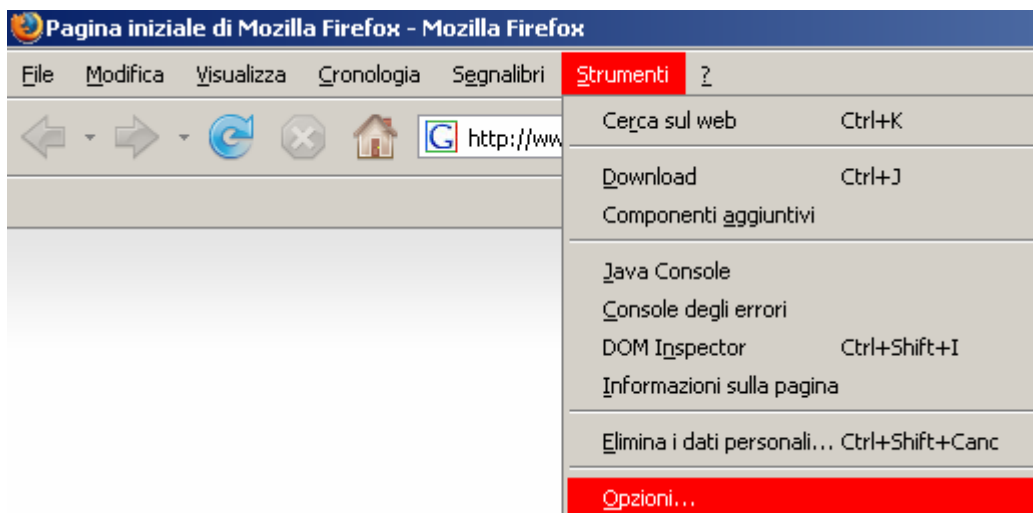 Pagina iniziale di Mozilla Firefox - Mozilla Firefox
File Modifica Visualizza Cronologia Segnalibri Strumenti ?
http://ww
Cerca sul web Ctrl+K
Download Ctrl+J
Componenti aggiuntivi
Java Console
Console degli errori
DOM Inspector Ctrl+Shift+I
Informazioni sulla pagina
Elimina i dati personali... Ctrl+Shift+Canc
Opzioni...